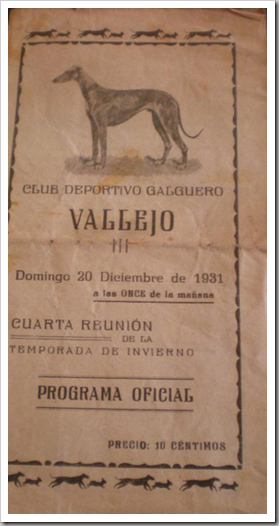 CLUB DEPORTIVO GALGUERO
VALLEJO
Domingo 20 Diciembre de 1931
a las ONCE de la mañana
CUARTA REUNIÓN
DE LA
TEMPORADA DE INVIERNO
PROGRAMA OFICIAL
PRECIO: 10 CÉNTIMOS